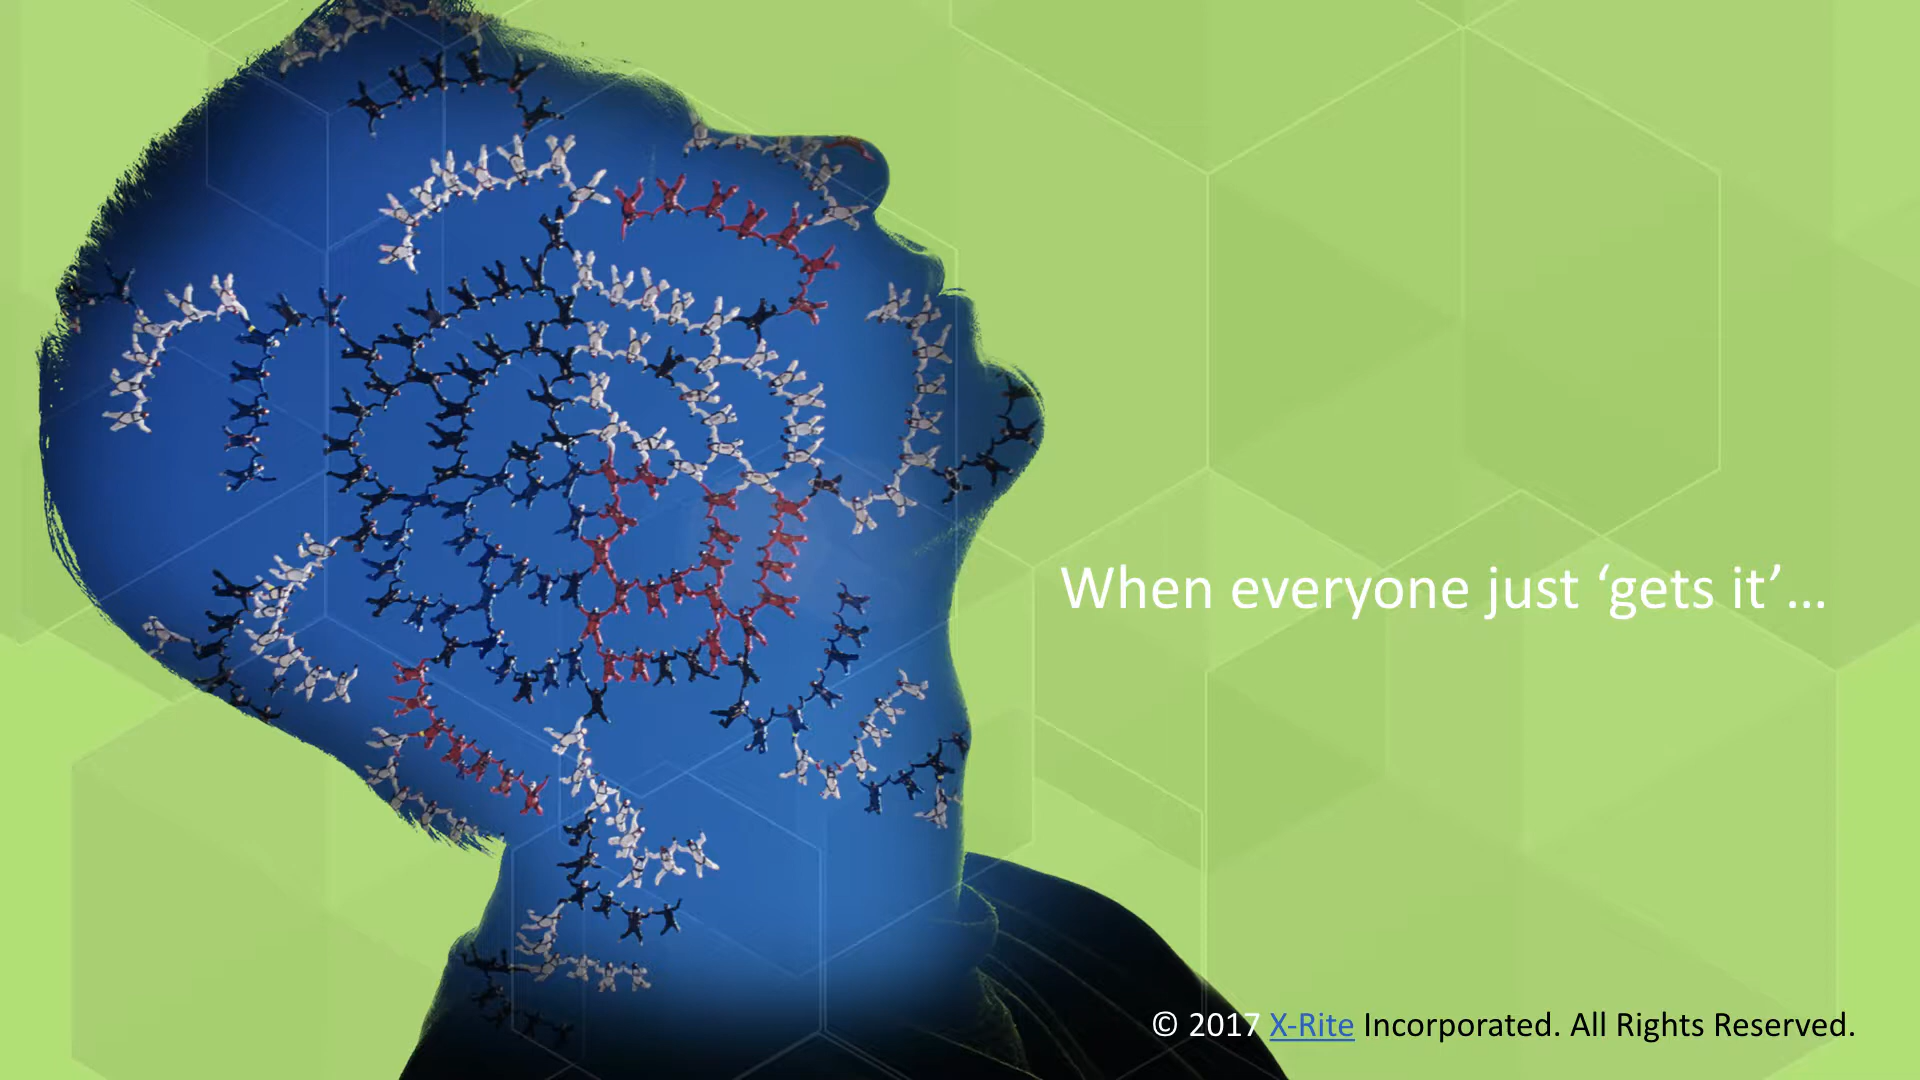 When everyone just ‘gets it’...
© 2017 X-Rite Incorporated. All Rights Reserved.